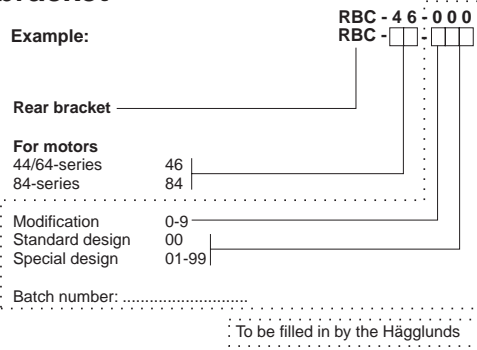 RBC - 4 6 - 0 0 0
Example: RBC - -
Rear bracket
For motors
44/64-series 46
84-series 84
Modification 0-9
Standard design 00
Special design 01-99
Batch number: ...........................
To be filled in by the Hägglunds